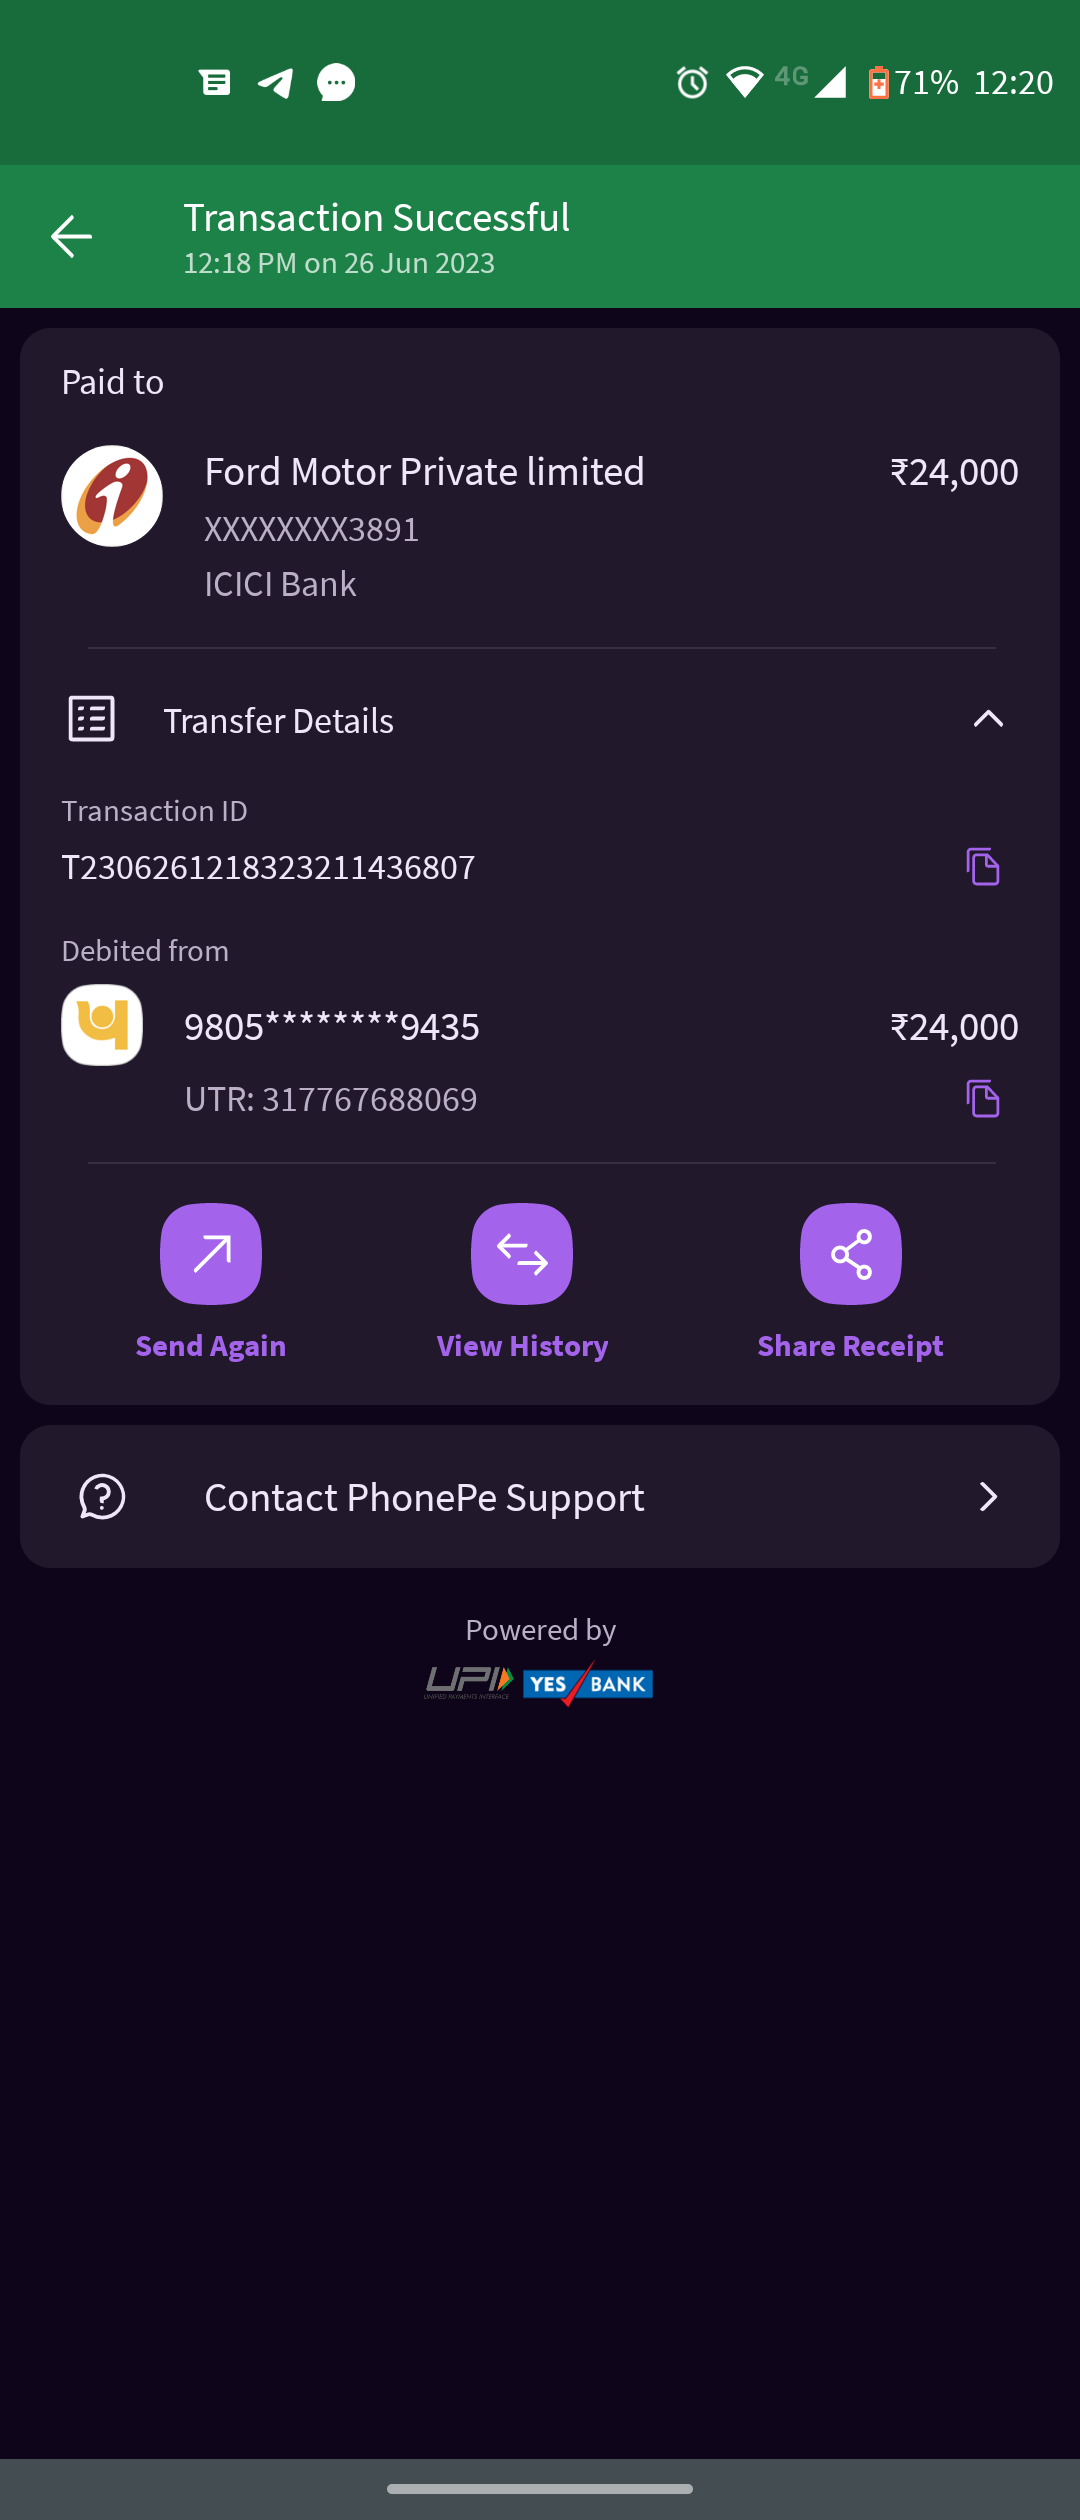 4G 71% 12:20
Transaction Successful
12:18 PM on 26 Jun 2023
Paid to
Ford Motor Private limited ₹24,000
XXXXXXXX3891
ICICI Bank
Transfer Details
Transaction ID
T2306261218323211436807
Debited from
9805********9435 ₹24,000
UTR: 317767688069
Send Again View History Share Receipt
Contact PhonePe Support
Powered by
UPI YES BANK
UNIFIED PAYMENTS INTERFACE